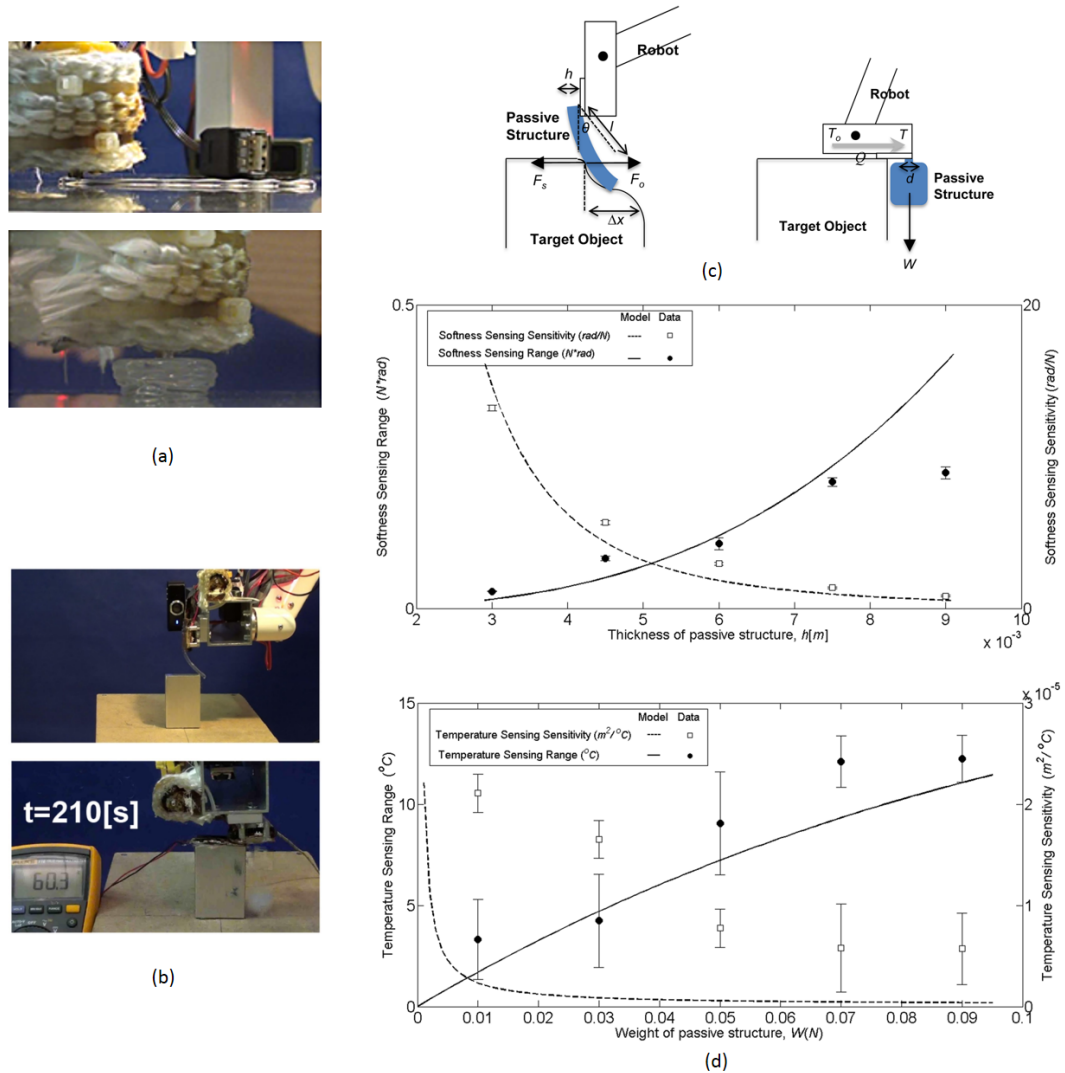 (a)
t=210[s]
60.3
(b)
h
Robot
Passive
Structure
θ
l
F_s
F_o
Δx
Target Object
Robot
T_o
T
Q
d
Passive
Structure
Target Object
W
(c)
0.5
20
Model Data
Softness Sensing Sensitivity (rad/N)
Softness Sensing Range (N*rad)
Softness Sensing Range (N*rad)
Softness Sensing Sensitivity (rad/N)
0
0
2 3 4 5 6 7 8 9 10
Thickness of passive structure, h[m]
x 10^-3
x 10^-5
15
3
Model Data
Temperature Sensing Sensitivity (m²/°C)
Temperature Sensing Range (°C)
Temperature Sensing Range (°C)
Temperature Sensing Sensitivity (m²/°C)
10
2
5
1
0
0
0 0.01 0.02 0.03 0.04 0.05 0.06 0.07 0.08 0.09 0.1
Weight of passive structure, W(N)
(d)